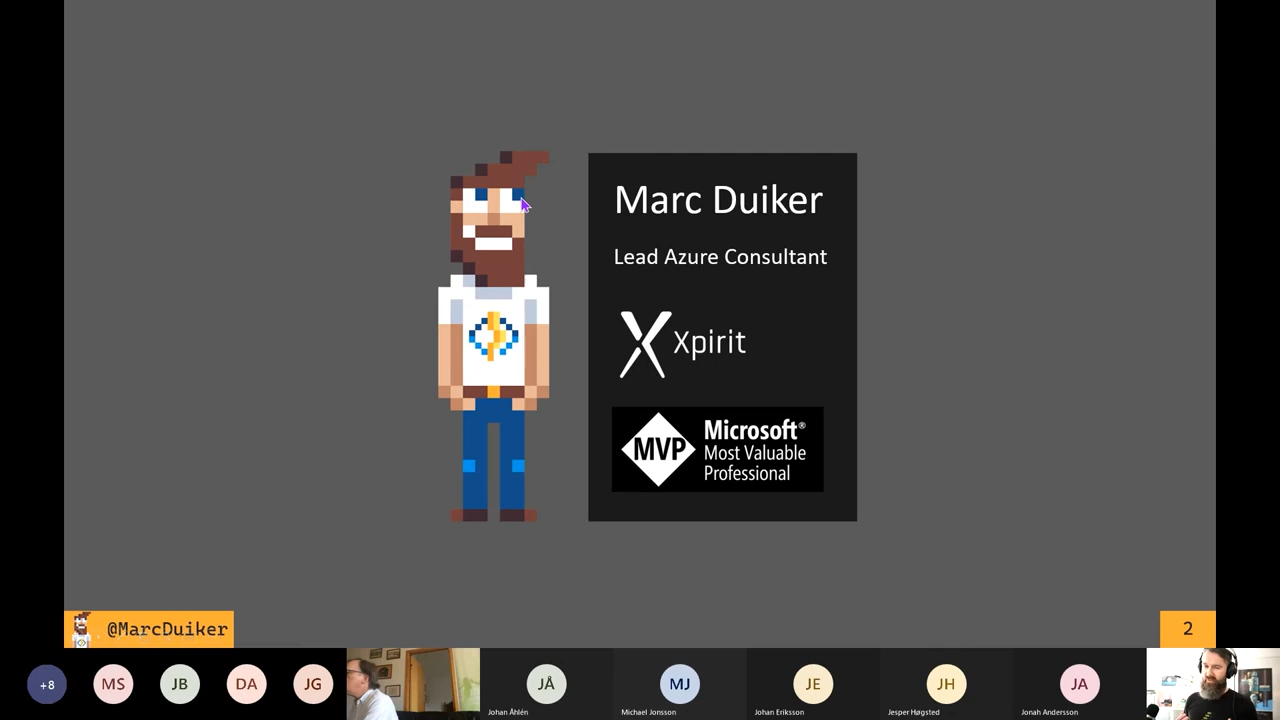 Marc Duiker
Lead Azure Consultant
Xpirit
MVP
Microsoft®
Most Valuable
Professional
@MarcDuiker
2
+8
MS
JB
DA
JG
JÅ
Johan Åhlén
MJ
Michael Jonsson
JE
Johan Eriksson
JH
Jesper Høgsted
JA
Jonah Andersson